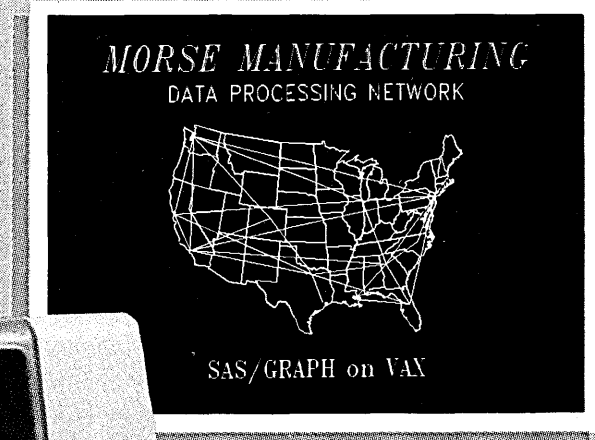 MORSE MANUFACTURING
DATA PROCESSING NETWORK
SAS/GRAPH on VAX